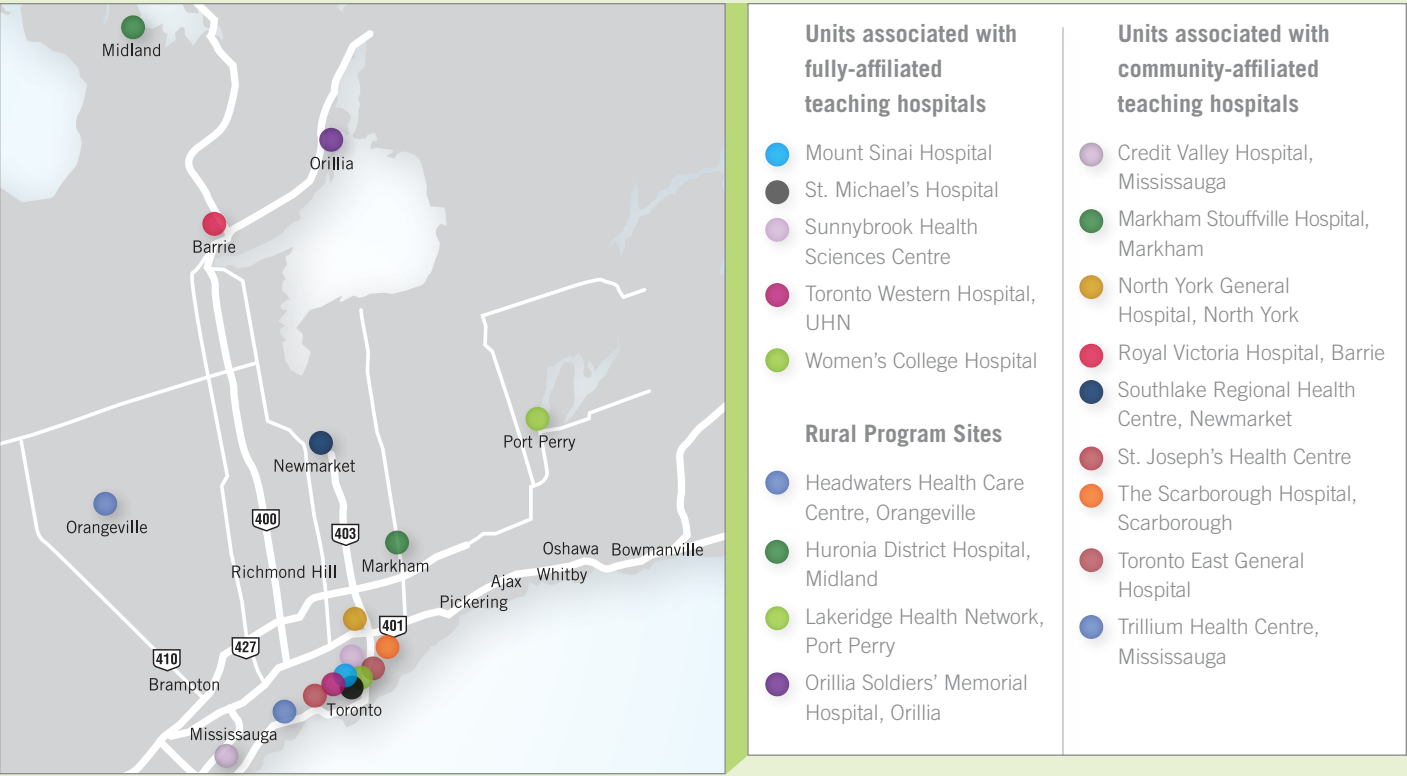 Midland
Orillia
Barrie
Port Perry
Newmarket
Orangeville
400
403
Oshawa Bowmanville
Markham
Richmond Hill
Whitby
Ajax
Pickering
401
427
410
Brampton
Toronto
Mississauga
Units associated with
fully-affiliated
teaching hospitals
Mount Sinai Hospital
St. Michael's Hospital
Sunnybrook Health
Sciences Centre
Toronto Western Hospital,
UHN
Women's College Hospital
Rural Program Sites
Headwaters Health Care
Centre, Orangeville
Huronia District Hospital,
Midland
Lakeridge Health Network,
Port Perry
Orillia Soldiers' Memorial
Hospital, Orillia
Units associated with
community-affiliated
teaching hospitals
Credit Valley Hospital,
Mississauga
Markham Stouffville Hospital,
Markham
North York General
Hospital, North York
Royal Victoria Hospital, Barrie
Southlake Regional Health
Centre, Newmarket
St. Joseph's Health Centre
The Scarborough Hospital,
Scarborough
Toronto East General
Hospital
Trillium Health Centre,
Mississauga